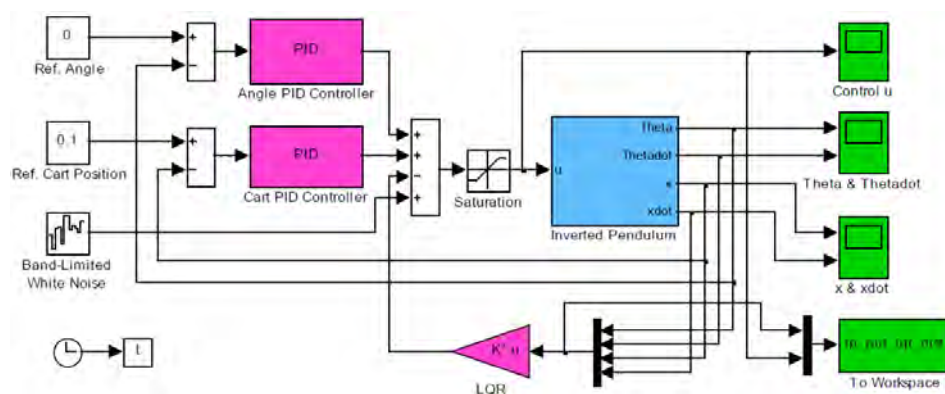 0
Ref. Angle
+
−
PID
Angle PID Controller
0.1
Ref. Cart Position
+
−
PID
Cart PID Controller
+
+
−
+
Saturation
u
Theta
Thetadot
x
xdot
Inverted Pendulum
Control u
Theta & Thetadot
x & xdot
Band-Limited
White Noise
t
K* u
LQR
To Workspace